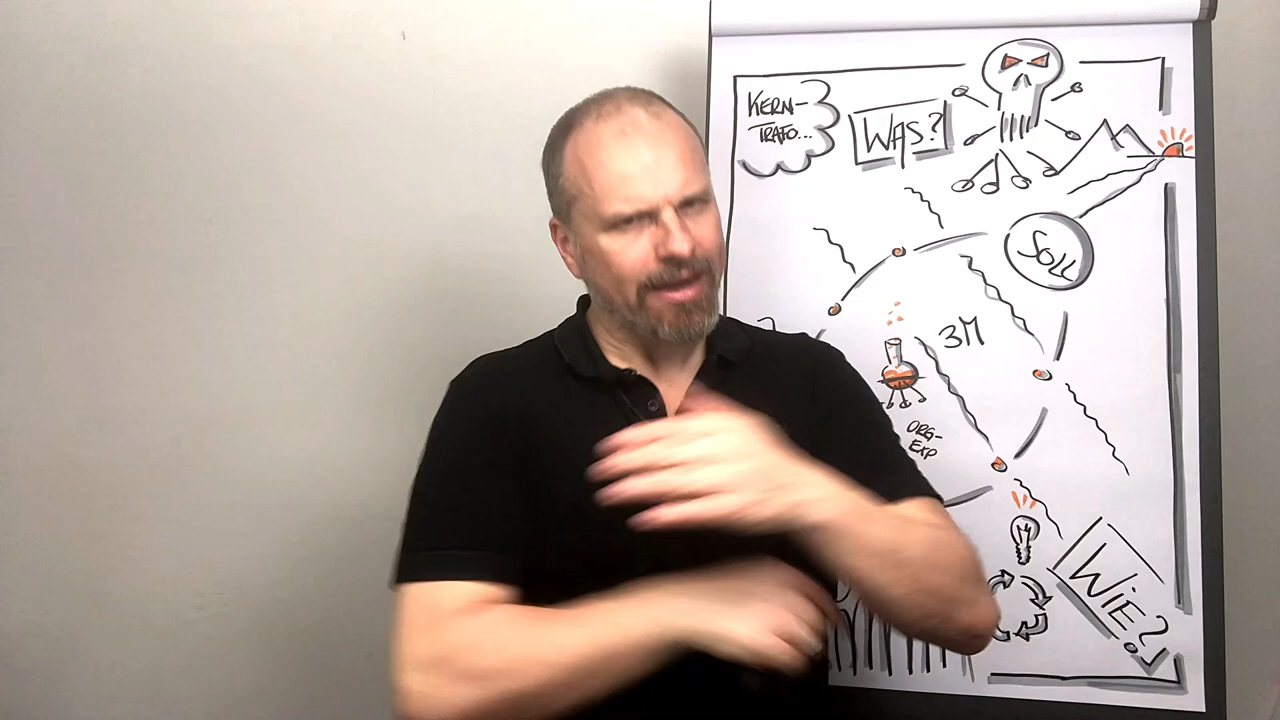 KERN-
TRAFO...
WAS?
SOLL
3M
ORG-
EXP
WIE?